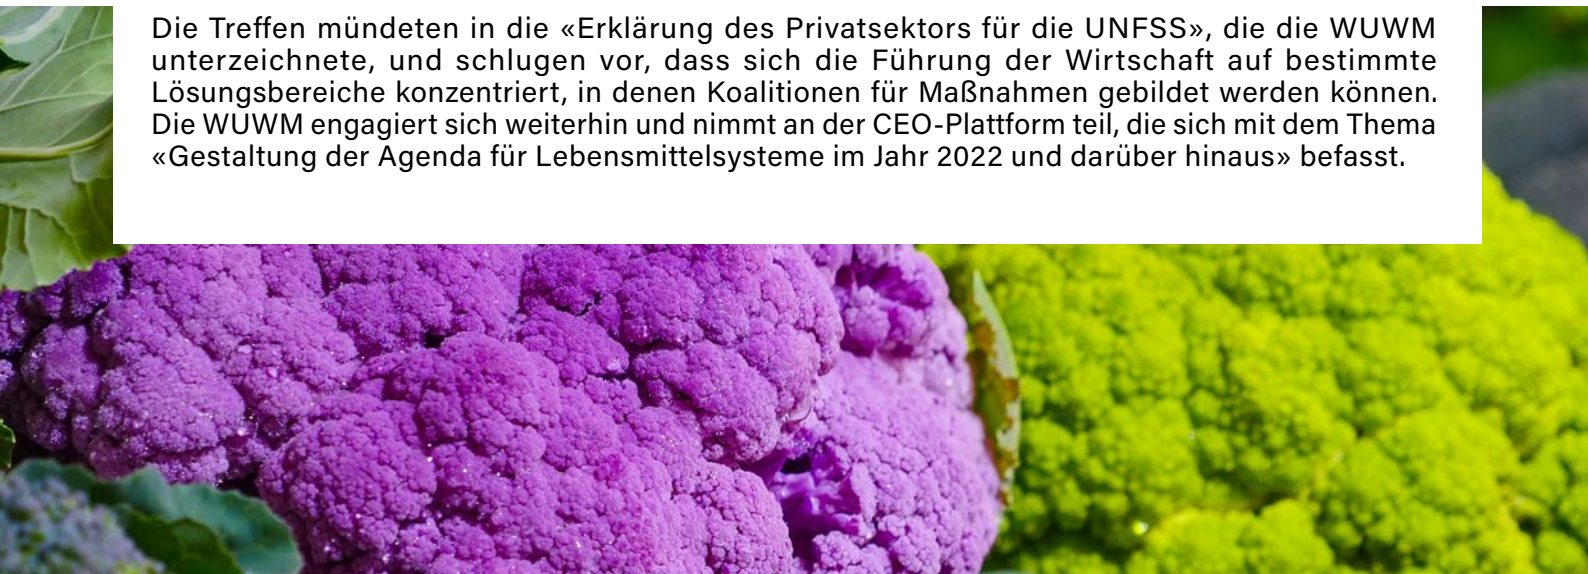 Die Treffen mündeten in die «Erklärung des Privatsektors für die UNFSS», die die WUWM
unterzeichnete, und schlugen vor, dass sich die Führung der Wirtschaft auf bestimmte
Lösungsbereiche konzentriert, in denen Koalitionen für Maßnahmen gebildet werden können.
Die WUWM engagiert sich weiterhin und nimmt an der CEO-Plattform teil, die sich mit dem Thema
«Gestaltung der Agenda für Lebensmittelsysteme im Jahr 2022 und darüber hinaus» befasst.